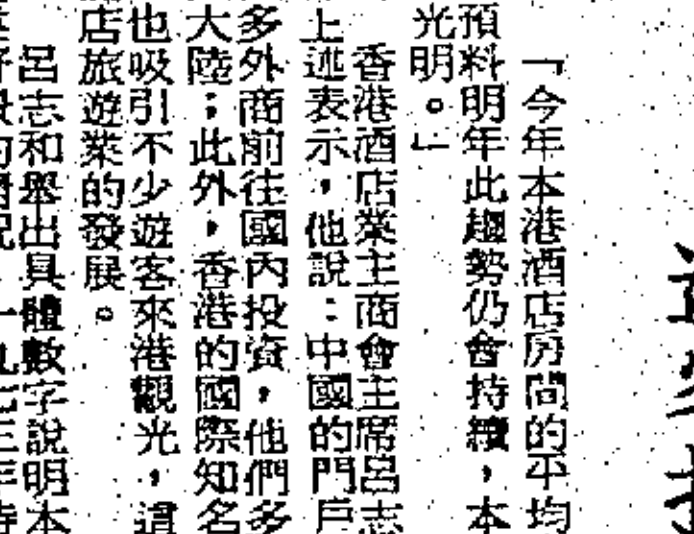 「今年本港酒店房間的平均
預料明年此趨勢仍會持續，本
光明。」
香港酒店業主商會主席呂志
上述表示，他說：中國的門戶
多外商前往國內投資，他們多
大陸；此外，香港的國際知名
也吸引不少遊客來港觀光，這
店旅遊業的發展。
呂志和舉出具體數字說明本